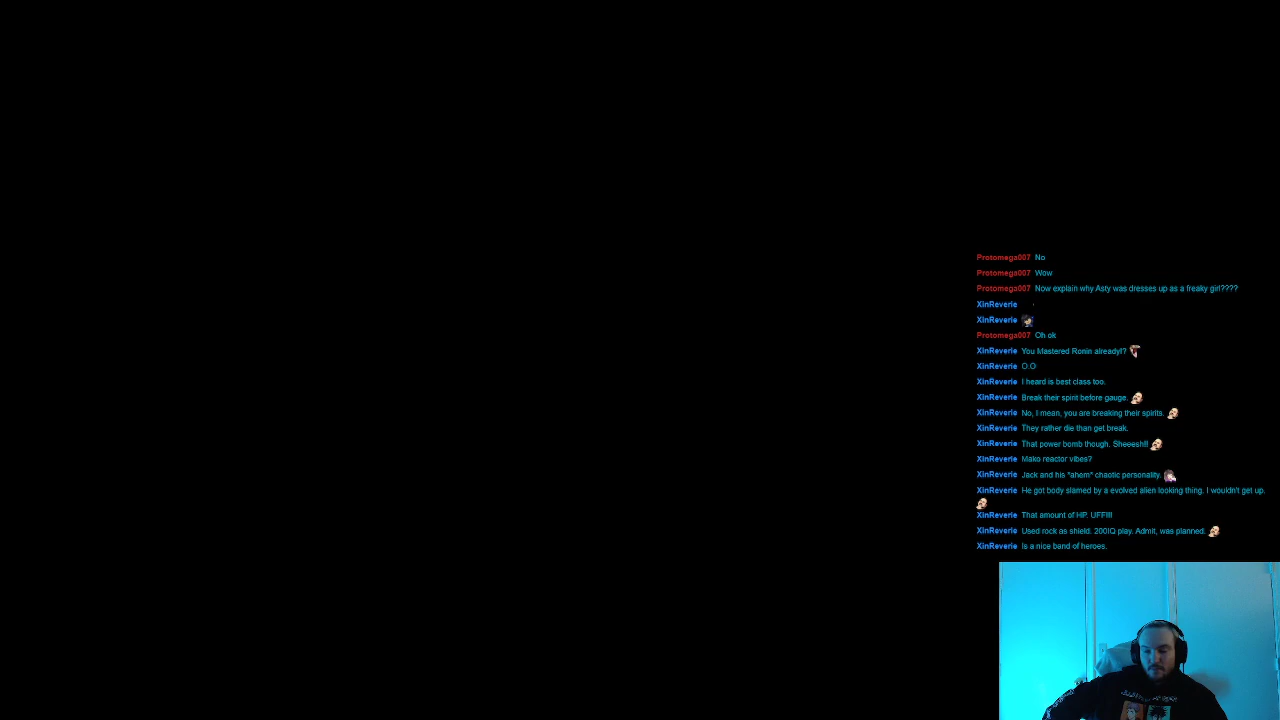 Protomega007 No
Protomega007 Wow
Protomega007 Now explain why Asty was dresses up as a freaky girl????
XinReverie
XinReverie
Protomega007 Oh ok
XinReverie You Mastered Ronin already!?
XinReverie O.O
XinReverie I heard is best class too.
XinReverie Break their spirit before gauge.
XinReverie No, I mean, you are breaking their spirits.
XinReverie They rather die than get break.
XinReverie That power bomb though. Sheeesh!!
XinReverie Mako reactor vibes?
XinReverie Jack and his *ahem* chaotic personality.
XinReverie He got body slamed by a evolved alien looking thing, I wouldn't get up.
XinReverie That amount of HP. UFF!!!
XinReverie Used rock as shield. 200IQ play. Admit, was planned.
XinReverie Is a nice band of heroes.